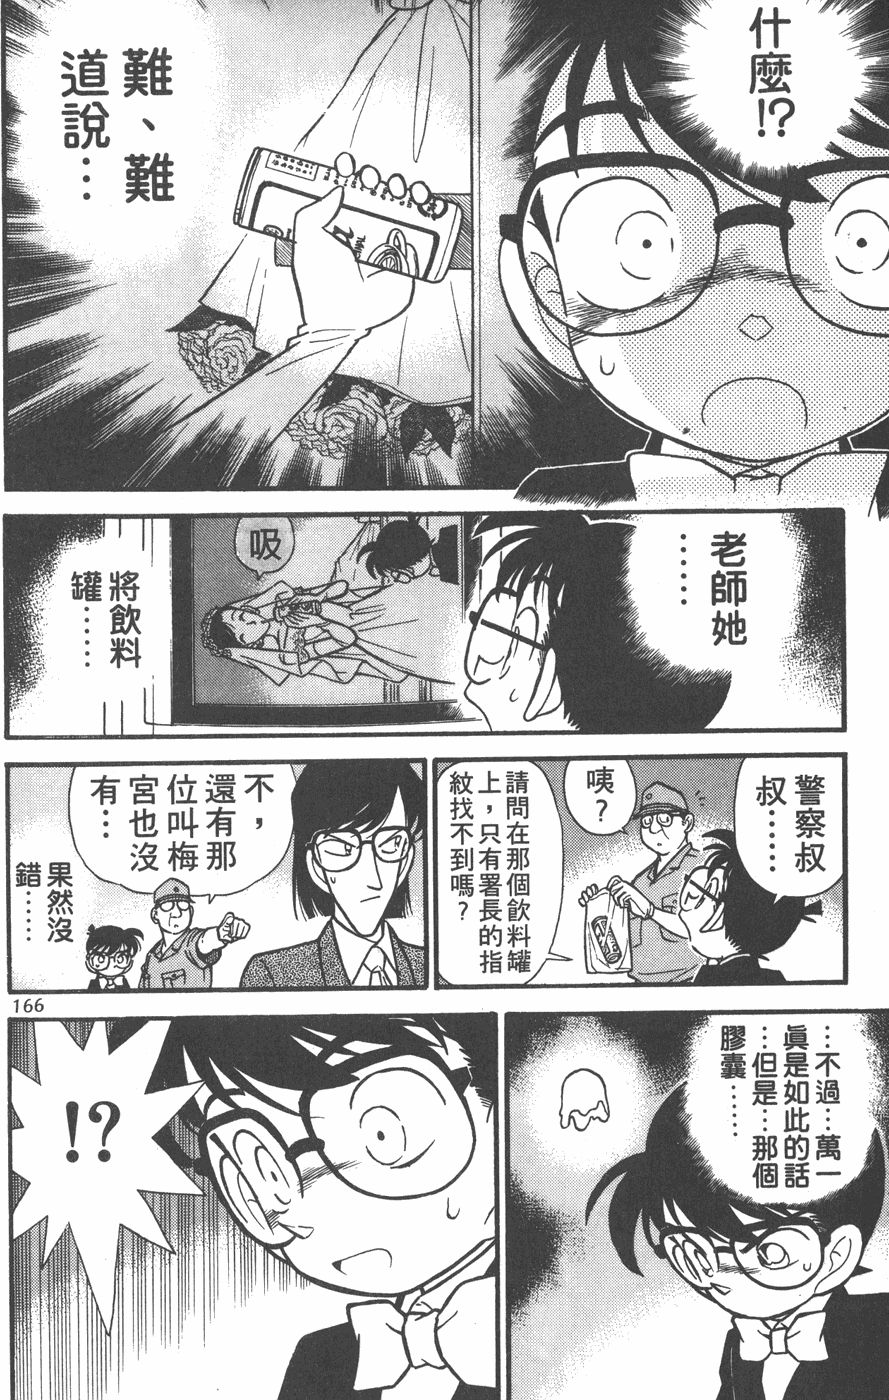 什麼!?
難、難
道說…
老師她
……
吸
將飲料
罐……
警察叔
叔……
咦？
請問在那個飲料罐
上，只有署長的指
紋找不到嗎？
不，
還有那
位叫梅
宮也沒
有…
果然沒
錯……
166
…不過…萬一
眞是如此的話
…但是…那個
膠囊……
!?